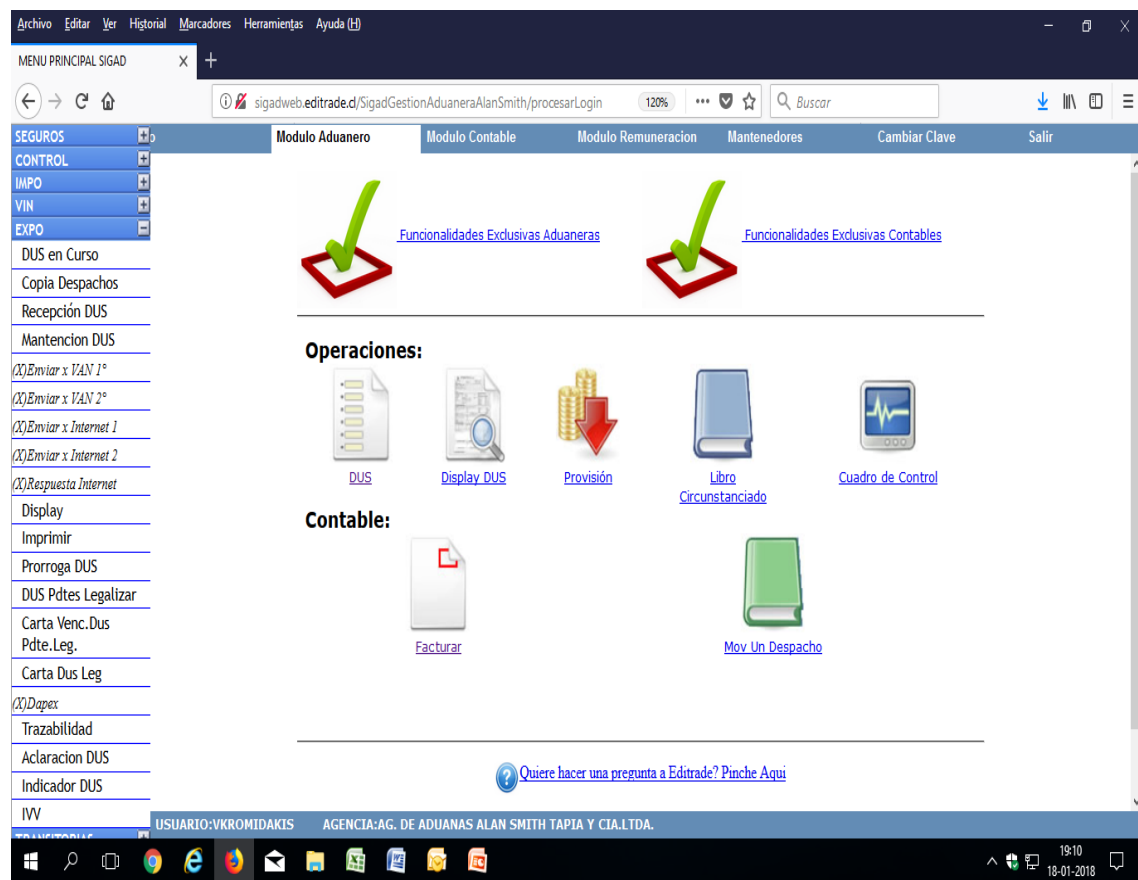 Archivo Editar Ver Historial Marcadores Herramientas Ayuda (H)
MENU PRINCIPAL SIGAD
sigadweb.editrade.cl/SigadGestionAduaneraAlanSmith/procesarLogin 120% Buscar
SEGUROS
CONTROL
IMPO
VIN
EXPO
DUS en Curso
Copia Despachos
Recepción DUS
Mantencion DUS
(X)Enviar x VAN 1°
(X)Enviar x VAN 2°
(X)Enviar x Internet 1
(X)Enviar x Internet 2
(X)Respuesta Internet
Display
Imprimir
Prorroga DUS
DUS Pdtes Legalizar
Carta Venc.Dus
Pdte.Leg.
Carta Dus Leg
(X)Dapex
Trazabilidad
Aclaracion DUS
Indicador DUS
IVV
TRANSITORIAS
Modulo Aduanero Modulo Contable Modulo Remuneracion Mantenedores Cambiar Clave Salir
Funcionalidades Exclusivas Aduaneras Funcionalidades Exclusivas Contables
Operaciones:
DUS Display DUS Provisión Libro Cuadro de Control
Circunstanciado
Contable:
Facturar Mov Un Despacho
Quiere hacer una pregunta a Editrade? Pinche Aqui
USUARIO:VKROMIDAKIS AGENCIA:AG. DE ADUANAS ALAN SMITH TAPIA Y CIA.LTDA.
19:10
18-01-2018